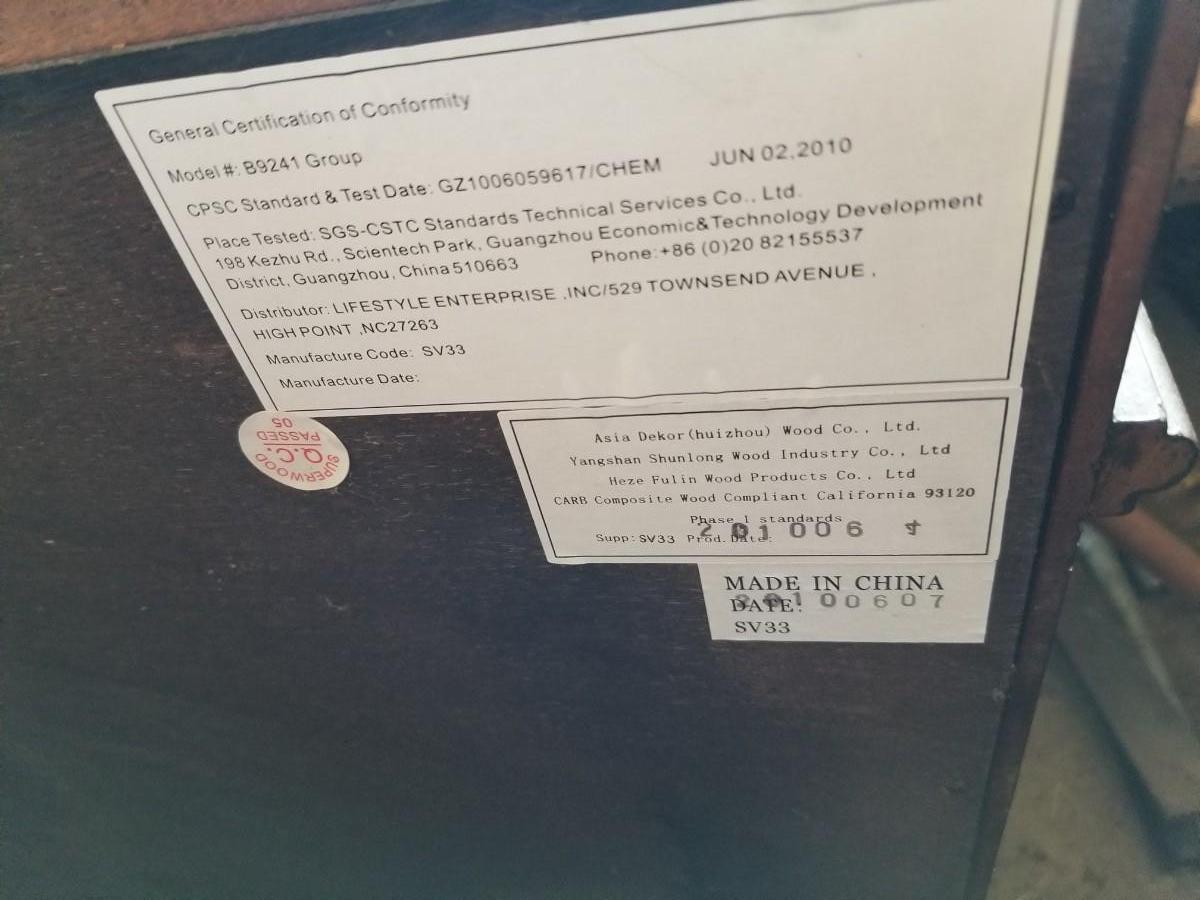 General Certification of Conformity
Model #: B9241 Group
CPSC Standard & Test Date: GZ1006059617/CHEM JUN 02,2010
Place Tested: SGS-CSTC Standards Technical Services Co., Ltd.
198 Kezhu Rd., Scientech Park, Guangzhou Economic&Technology Development
District, Guangzhou, China 510663 Phone:+86 (0)20 82155537
Distributor: LIFESTYLE ENTERPRISE ,INC/529 TOWNSEND AVENUE ,
HIGH POINT ,NC27263
Manufacture Code: SV33
Manufacture Date:
SUPERWOOD
Q.C.
PASSED
05
Asia Dekor(huizhou) Wood Co., Ltd.
Yangshan Shunlong Wood Industry Co., Ltd
Heze Fulin Wood Products Co., Ltd
CARB Composite Wood Compliant California 93120
Phase 1 standards
201006
Supp: SV33 Prod. Date:
MADE IN CHINA
DATE: 20100607
SV33